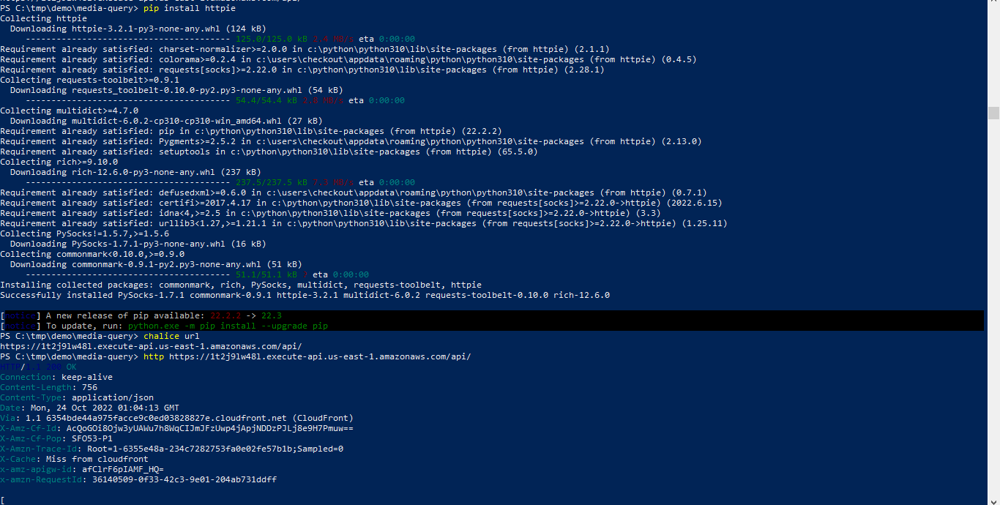 PS C:\tmp\demo\media-query> pip install httpie
Collecting httpie
  Downloading httpie-3.2.1-py3-none-any.whl (124 kB)
     ---------------------------------------- 125.0/125.0 kB 2.4 MB/s eta 0:00:00
Requirement already satisfied: charset-normalizer>=2.0.0 in c:\python\python310\lib\site-packages (from httpie) (2.1.1)
Requirement already satisfied: colorama>=0.2.4 in c:\users\checkout\appdata\roaming\python\python310\site-packages (from httpie) (0.4.5)
Requirement already satisfied: requests[socks]>=2.22.0 in c:\python\python310\lib\site-packages (from httpie) (2.28.1)
Collecting requests-toolbelt>=0.9.1
  Downloading requests_toolbelt-0.10.0-py2.py3-none-any.whl (54 kB)
     ---------------------------------------- 54.4/54.4 kB 2.8 MB/s eta 0:00:00
Collecting multidict>=4.7.0
  Downloading multidict-6.0.2-cp310-cp310-win_amd64.whl (27 kB)
Requirement already satisfied: pip in c:\python\python310\lib\site-packages (from httpie) (22.2.2)
Requirement already satisfied: Pygments>=2.5.2 in c:\users\checkout\appdata\roaming\python\python310\site-packages (from httpie) (2.13.0)
Requirement already satisfied: setuptools in c:\python\python310\lib\site-packages (from httpie) (65.5.0)
Collecting rich>=9.10.0
  Downloading rich-12.6.0-py3-none-any.whl (237 kB)
     ---------------------------------------- 237.5/237.5 kB 7.3 MB/s eta 0:00:00
Requirement already satisfied: defusedxml>=0.6.0 in c:\users\checkout\appdata\roaming\python\python310\site-packages (from httpie) (0.7.1)
Requirement already satisfied: certifi>=2017.4.17 in c:\python\python310\lib\site-packages (from requests[socks]>=2.22.0->httpie) (2022.6.15)
Requirement already satisfied: idna<4,>=2.5 in c:\python\python310\lib\site-packages (from requests[socks]>=2.22.0->httpie) (3.3)
Requirement already satisfied: urllib3<1.27,>=1.21.1 in c:\python\python310\lib\site-packages (from requests[socks]>=2.22.0->httpie) (1.25.11)
Collecting PySocks!=1.5.7,>=1.5.6
  Downloading PySocks-1.7.1-py3-none-any.whl (16 kB)
Collecting commonmark<0.10.0,>=0.9.0
  Downloading commonmark-0.9.1-py2.py3-none-any.whl (51 kB)
     ---------------------------------------- 51.1/51.1 kB ? eta 0:00:00
Installing collected packages: commonmark, rich, PySocks, multidict, requests-toolbelt, httpie
Successfully installed PySocks-1.7.1 commonmark-0.9.1 httpie-3.2.1 multidict-6.0.2 requests-toolbelt-0.10.0 rich-12.6.0
[notice] A new release of pip available: 22.2.2 -> 22.3
[notice] To update, run: python.exe -m pip install --upgrade pip
PS C:\tmp\demo\media-query> chalice url
https://1t2j9lw48l.execute-api.us-east-1.amazonaws.com/api/
PS C:\tmp\demo\media-query> http https://1t2j9lw48l.execute-api.us-east-1.amazonaws.com/api/
HTTP/1.1 200 OK
Connection: keep-alive
Content-Length: 756
Content-Type: application/json
Date: Mon, 24 Oct 2022 01:04:13 GMT
Via: 1.1 6354bde44a975facce9c0ed03828827e.cloudfront.net (CloudFront)
X-Amz-Cf-Id: AcQoGOi8Ojw3yUAWu7h8WqCIJmJFzUwp4jApjNDDzPJLj8e9H7Pmuw==
X-Amz-Cf-Pop: SFO53-P1
X-Amzn-Trace-Id: Root=1-6355e48a-234c7282753fa0e02fe57b1b;Sampled=0
X-Cache: Miss from cloudfront
x-amz-apigw-id: afClrF6pIAMF_HQ=
x-amzn-RequestId: 36140509-0f33-42c3-9e01-204ab731ddff
[